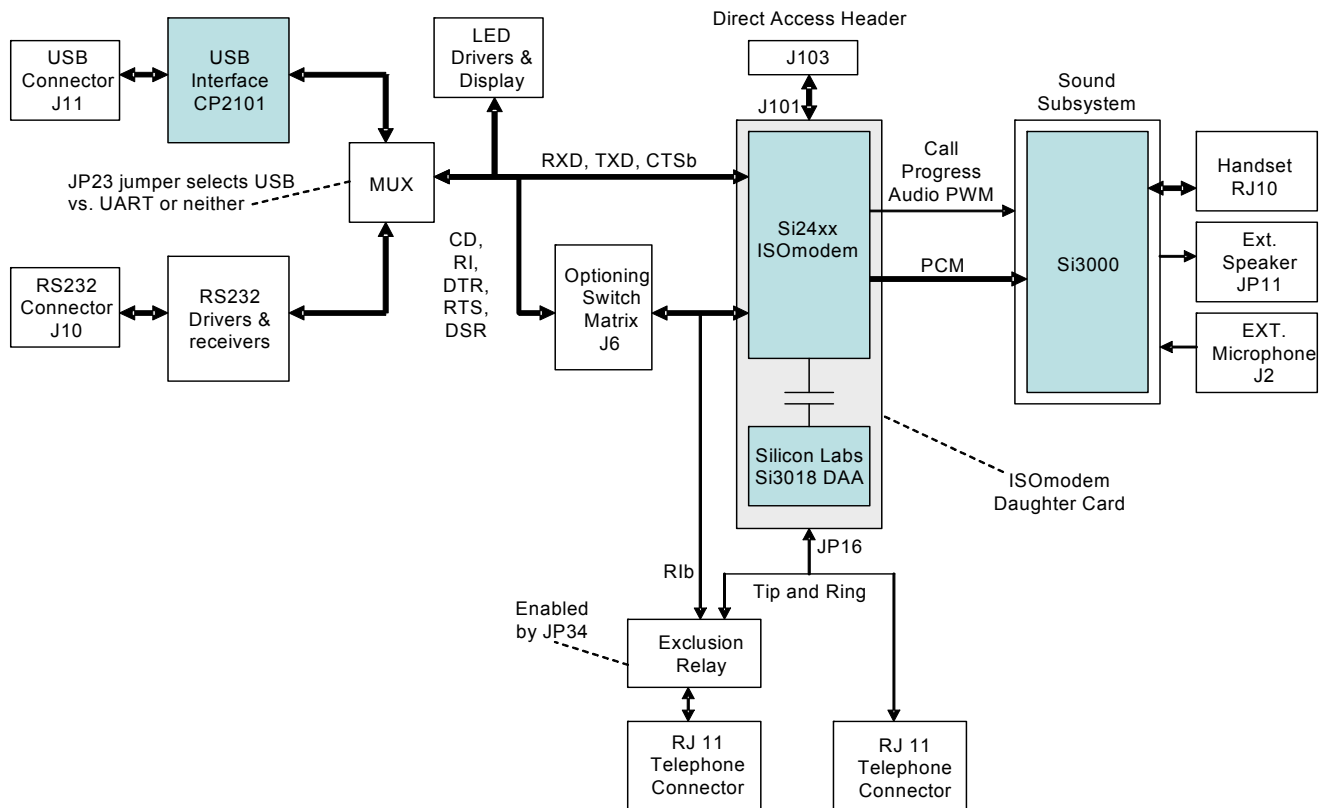 Direct Access Header
USB
Connector
J11
USB
Interface
CP2101
LED
Drivers &
Display
J103
J101
Sound
Subsystem
JP23 jumper selects USB
vs. UART or neither
MUX
RXD, TXD, CTSb
Si24xx
ISOmodem
Call
Progress
Audio PWM
PCM
Si3000
Handset
RJ10
Ext.
Speaker
JP11
EXT.
Microphone
J2
RS232
Connector
J10
RS232
Drivers &
receivers
CD,
RI,
DTR,
RTS,
DSR
Optioning
Switch
Matrix
J6
Silicon Labs
Si3018 DAA
ISOmodem
Daughter Card
JP16
RIb
Tip and Ring
Enabled
by JP34
Exclusion
Relay
RJ 11
Telephone
Connector
RJ 11
Telephone
Connector